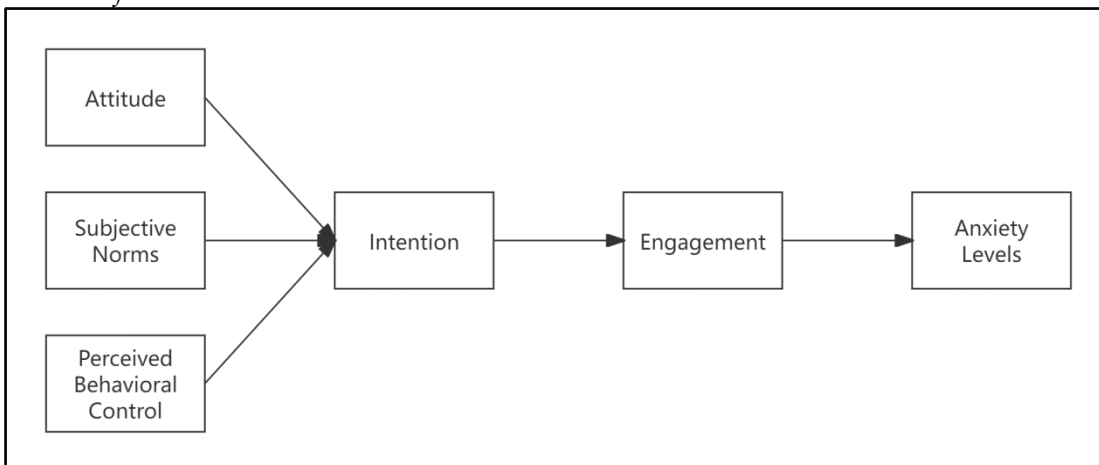 Attitude
Subjective
Norms
Intention
Engagement
Anxiety
Levels
Perceived
Behavioral
Control